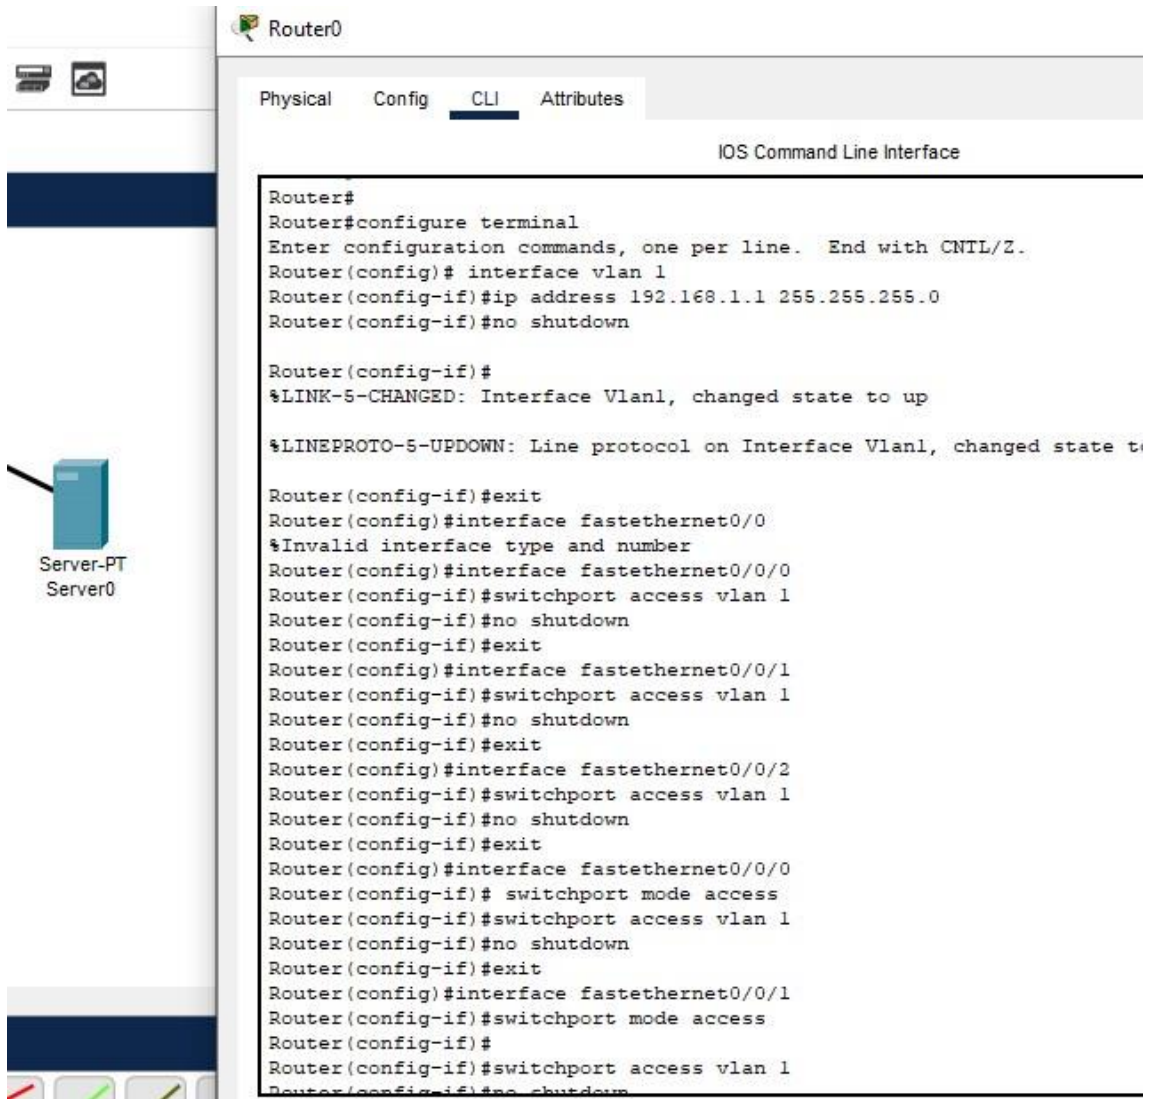 Router0
Physical Config CLI Attributes
IOS Command Line Interface
Router#
Router#configure terminal
Enter configuration commands, one per line.  End with CNTL/Z.
Router(config)# interface vlan 1
Router(config-if)#ip address 192.168.1.1 255.255.255.0
Router(config-if)#no shutdown
Router(config-if)#
%LINK-5-CHANGED: Interface Vlan1, changed state to up
%LINEPROTO-5-UPDOWN: Line protocol on Interface Vlan1, changed state to
Router(config-if)#exit
Router(config)#interface fastethernet0/0
%Invalid interface type and number
Router(config)#interface fastethernet0/0/0
Router(config-if)#switchport access vlan 1
Router(config-if)#no shutdown
Router(config-if)#exit
Router(config)#interface fastethernet0/0/1
Router(config-if)#switchport access vlan 1
Router(config-if)#no shutdown
Router(config-if)#exit
Router(config)#interface fastethernet0/0/2
Router(config-if)#switchport access vlan 1
Router(config-if)#no shutdown
Router(config-if)#exit
Router(config)#interface fastethernet0/0/0
Router(config-if)# switchport mode access
Router(config-if)#switchport access vlan 1
Router(config-if)#no shutdown
Router(config-if)#exit
Router(config)#interface fastethernet0/0/1
Router(config-if)#switchport mode access
Router(config-if)#
Router(config-if)#switchport access vlan 1
Router(config-if)#no shutdown
Server-PT
Server0